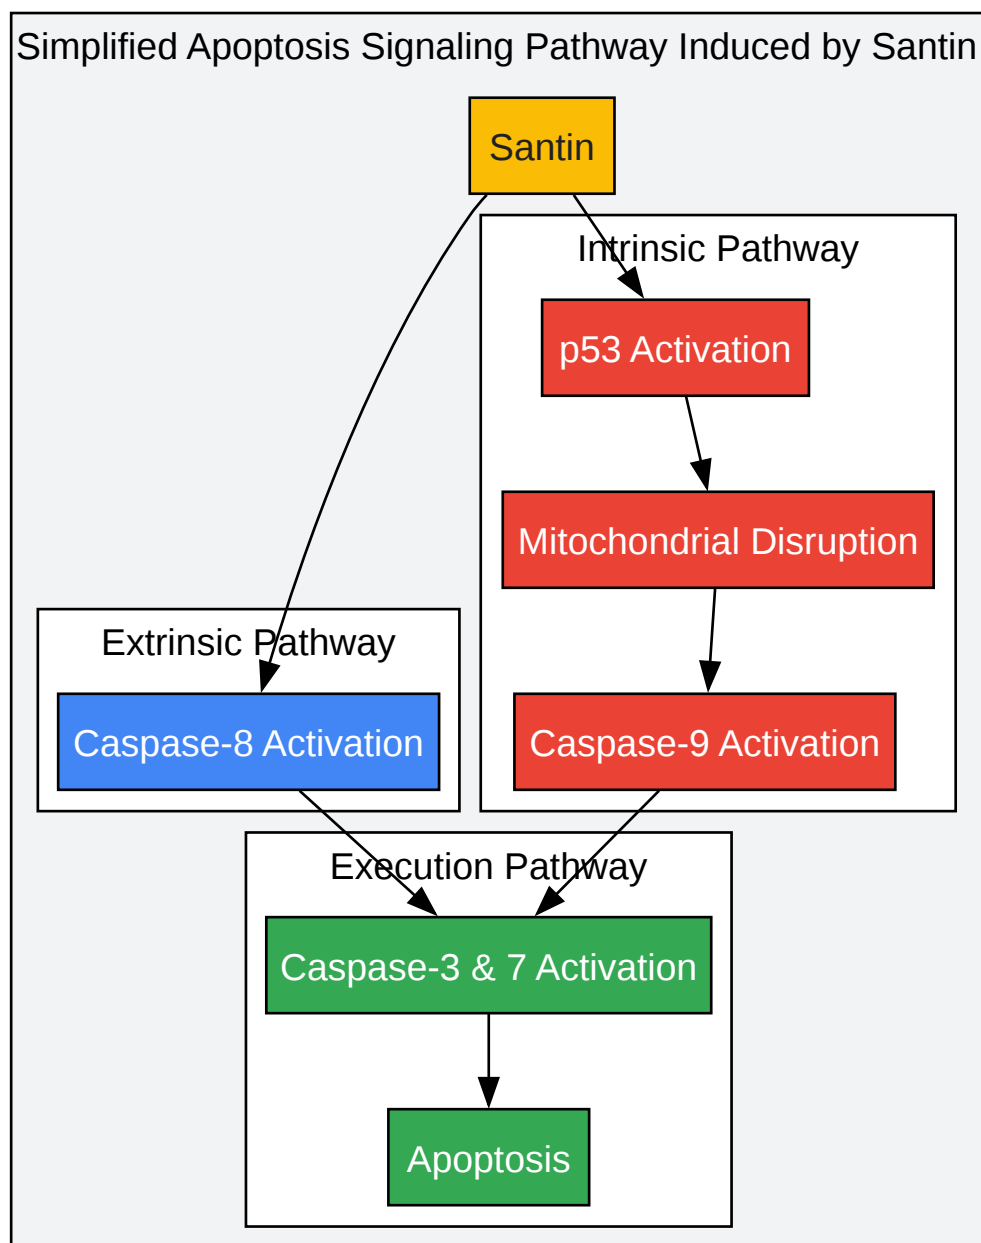 Simplified Apoptosis Signaling Pathway Induced by Santin
Santin
Intrinsic Pathway
p53 Activation
Mitochondrial Disruption
Extrinsic Pathway
Caspase-8 Activation
Caspase-9 Activation
Execution Pathway
Caspase-3 & 7 Activation
Apoptosis